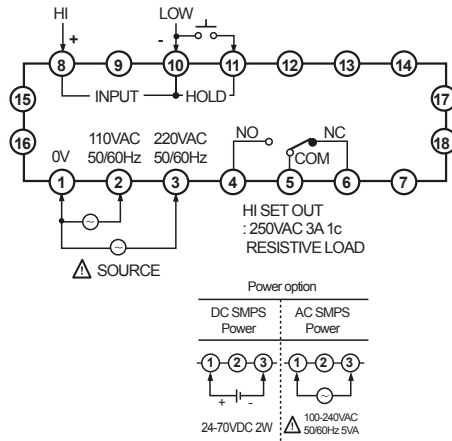 HI
LOW
+
-
8
9
10
11
12
13
14
INPUT
HOLD
15
17
16
18
0V
110VAC
50/60Hz
220VAC
50/60Hz
NO
NC
COM
1
2
3
4
5
6
7
HI SET OUT
: 250VAC 3A 1c
RESISTIVE LOAD
SOURCE
Power option
DC SMPS
Power
AC SMPS
Power
1 2 3
1 2 3
+ -
24-70VDC 2W
100-240VAC
50/60Hz 5VA